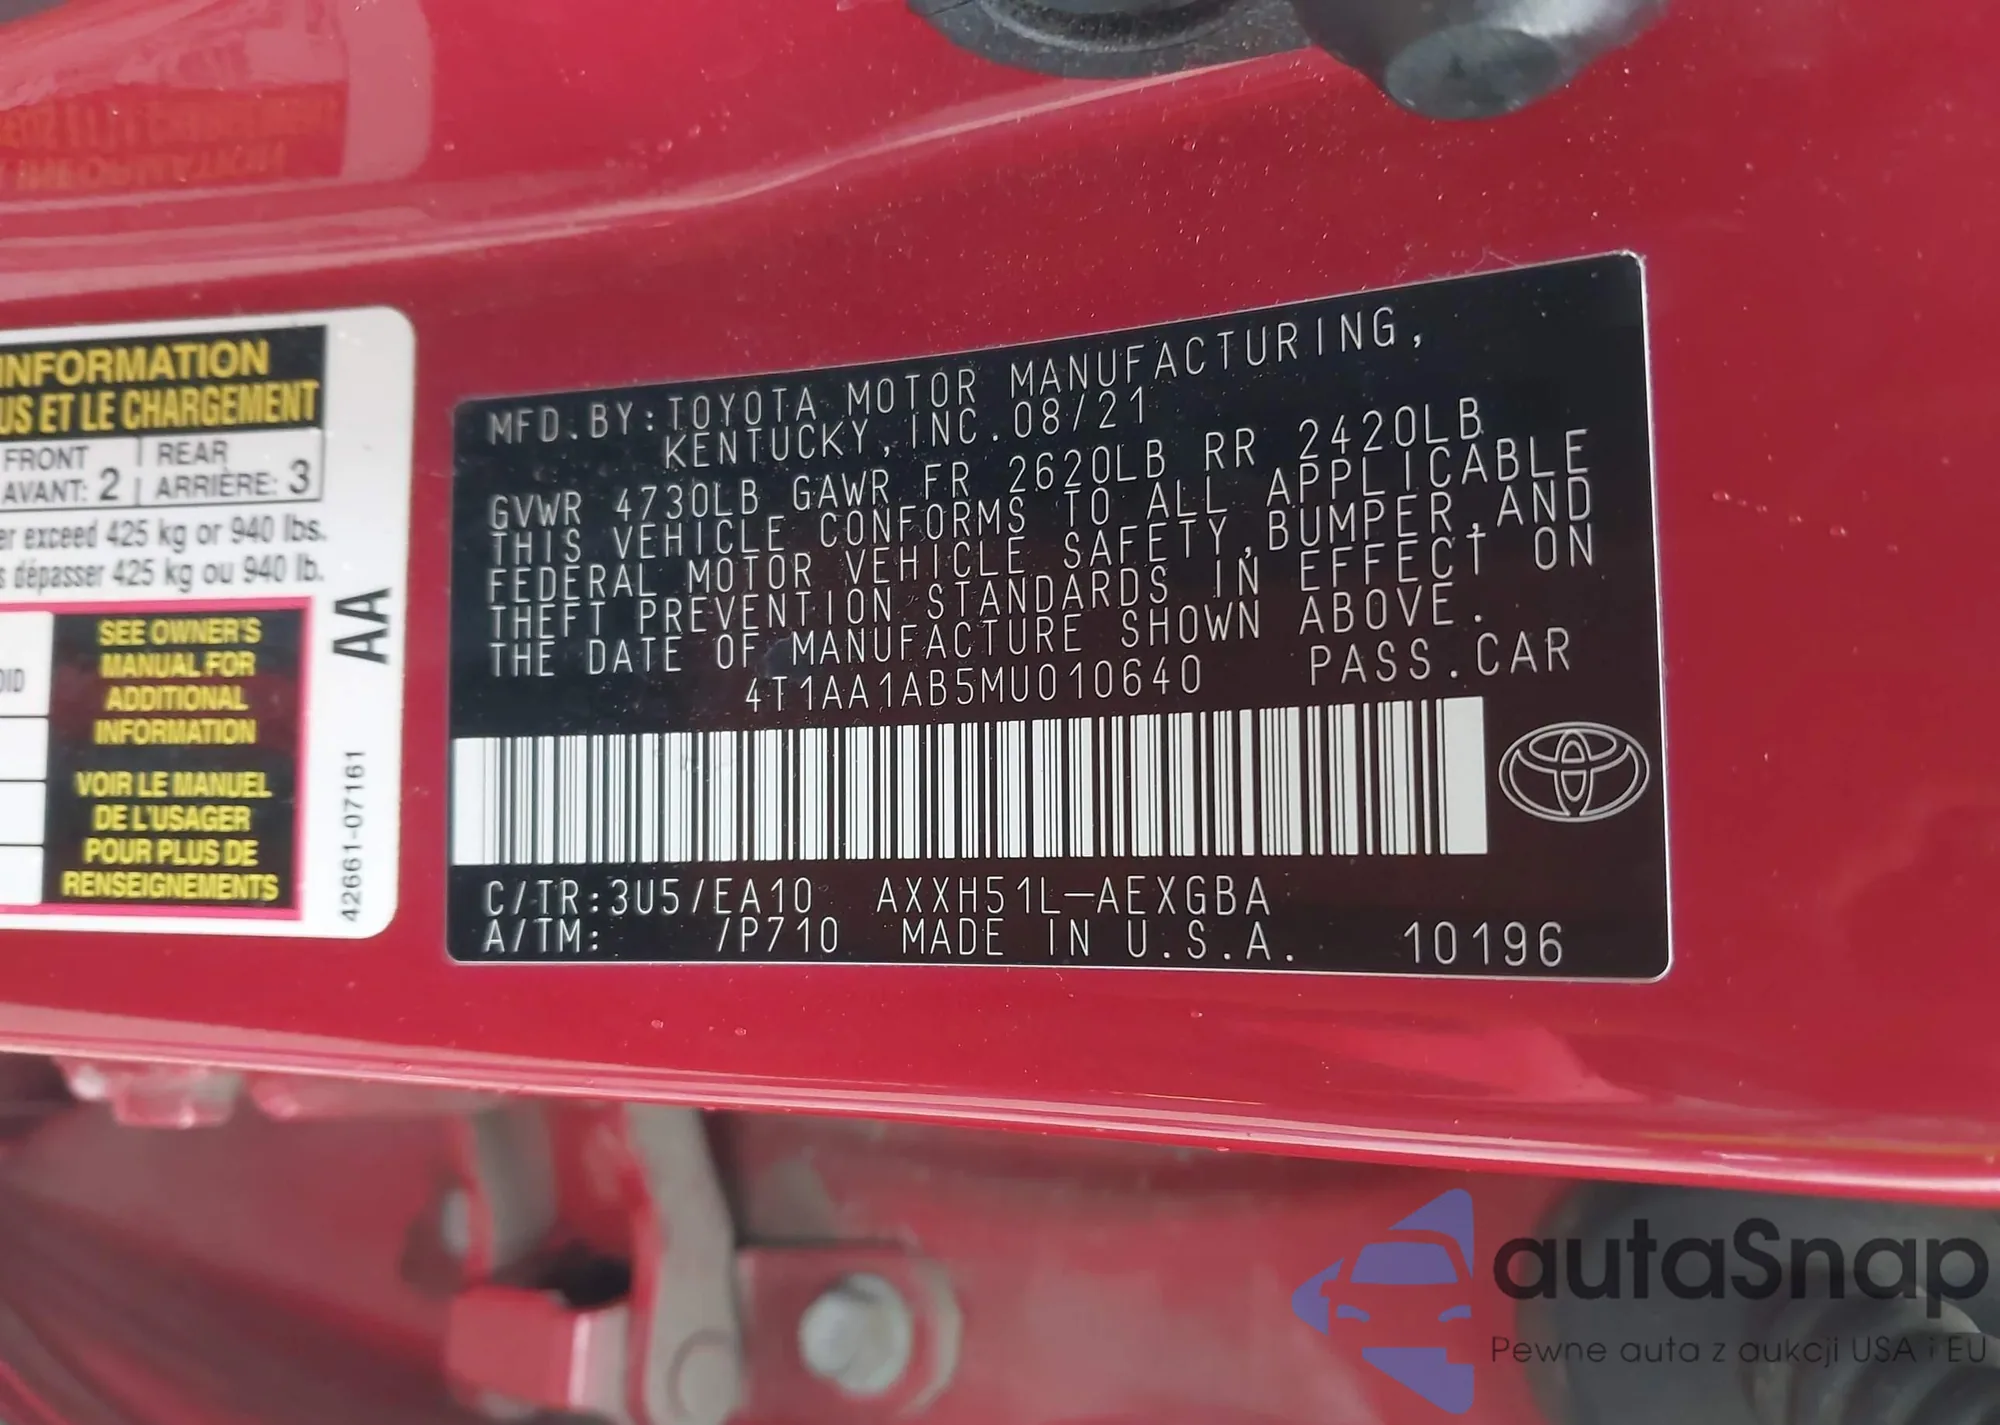 INFORMATION
US ET LE CHARGEMENT
FRONT REAR
AVANT: 2 ARRIÈRE: 3
exceed 425 kg or 940 lbs.
dépasser 425 kg ou 940 lb.
SEE OWNER'S
MANUAL FOR
ADDITIONAL
INFORMATION
VOIR LE MANUEL
DE L'USAGER
POUR PLUS DE
RENSEIGNEMENTS
AA
42661-07161
MFD.BY:TOYOTA MOTOR MANUFACTURING,
KENTUCKY,INC.08/21
GVWR 4730LB GAWR FR 2620LB RR 2420LB
THIS VEHICLE CONFORMS TO ALL APPLICABLE
FEDERAL MOTOR VEHICLE SAFETY,BUMPER,AND
THEFT PREVENTION STANDARDS IN EFFECT ON
THE DATE OF MANUFACTURE SHOWN ABOVE.
4T1AA1AB5MU010640 PASS.CAR
C/TR:3U5/EA10 AXXH51L-AEXGBA
A/TM: /P710 MADE IN U.S.A. 10196
autaSnap
Pewne auta z aukcji USA i EU